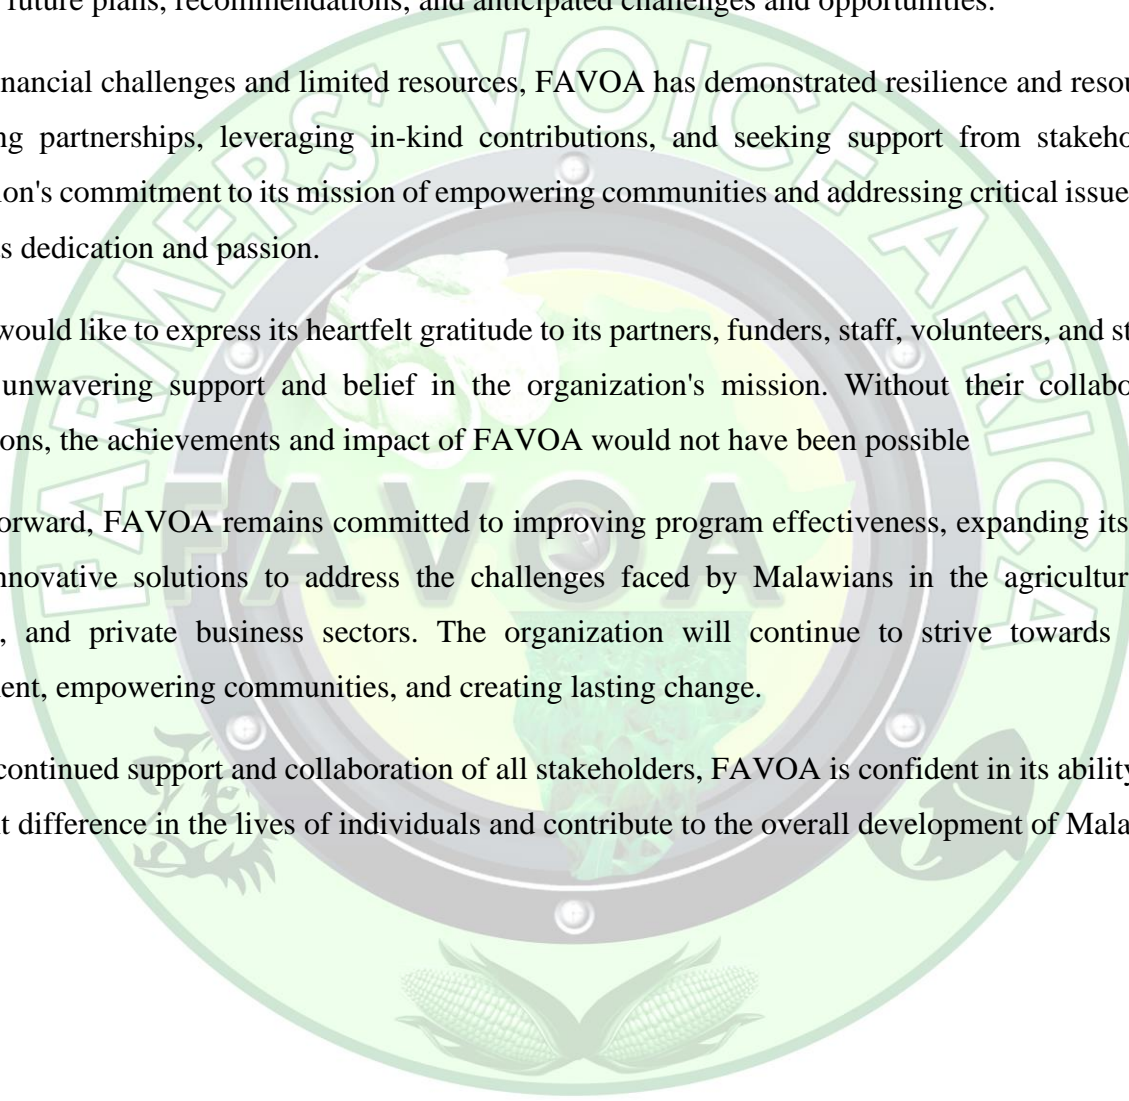 future plans, recommendations, and anticipated challenges and opportunities.
nancial challenges and limited resources, FAVOA has demonstrated resilience and resou
ng partnerships, leveraging in-kind contributions, and seeking support from stakeho
ion's commitment to its mission of empowering communities and addressing critical issue
s dedication and passion.
would like to express its heartfelt gratitude to its partners, funders, staff, volunteers, and st
unwavering support and belief in the organization's mission. Without their collabo
ions, the achievements and impact of FAVOA would not have been possible
orward, FAVOA remains committed to improving program effectiveness, expanding its
nnovative solutions to address the challenges faced by Malawians in the agricultur
, and private business sectors. The organization will continue to strive towards
ent, empowering communities, and creating lasting change.
continued support and collaboration of all stakeholders, FAVOA is confident in its ability
t difference in the lives of individuals and contribute to the overall development of Mala
FARMERS' VOICE AFRICA
FAVOA